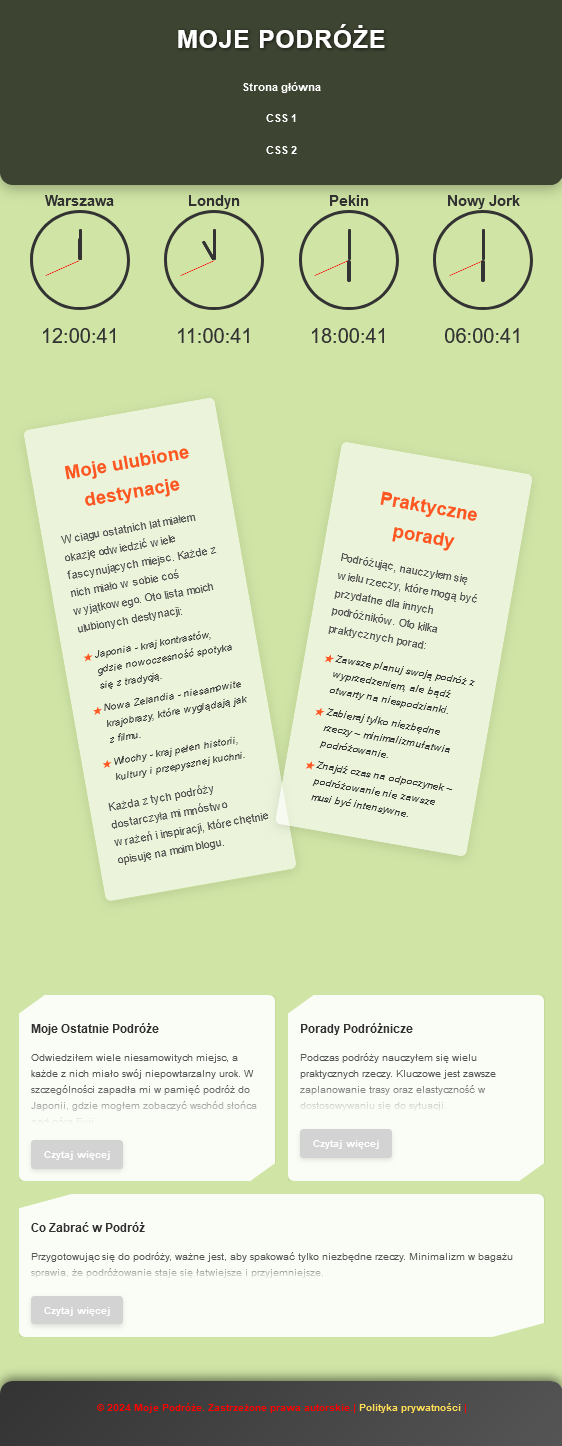 MOJE PODRÓŻE
Strona główna
CSS 1
CSS 2
Warszawa
Londyn
Pekin
Nowy Jork
12:00:41
11:00:41
18:00:41
06:00:41
Moje ulubione
destynacje
W ciągu ostatnich lat miałem
okazję odwiedzić wiele
fascynujących miejsc. Każde z
nich miało w sobie coś
wyjątkowego. Oto lista moich
ulubionych destynacji:
★ Japonia - kraj kontrastów,
gdzie nowoczesność spotyka
się z tradycją.
★ Nowa Zelandia - niesamowite
krajobrazy, które wyglądają jak
z filmu.
★ Włochy - kraj pełen historii,
kultury i przepysznej kuchni.
Każda z tych podróży
dostarczyła mi mnóstwo
wrażeń i inspiracji, które chętnie
opisuję na moim blogu.
Praktyczne
porady
Podróżując, nauczyłem się
wielu rzeczy, które mogą być
przydatne dla innych
podróżników. Oto kilka
praktycznych porad:
★ Zawsze planuj swoją podróż z
wyprzedzeniem, ale bądź
otwarty na niespodzianki.
★ Zabieraj tylko niezbędne
rzeczy – minimalizm ułatwia
podróżowanie.
★ Znajdź czas na odpoczynek –
podróżowanie nie zawsze
musi być intensywne.
Moje Ostatnie Podróże
Odwiedziłem wiele niesamowitych miejsc, a
każde z nich miało swój niepowtarzalny urok. W
szczególności zapadła mi w pamięć podróż do
Japonii, gdzie mogłem zobaczyć wschód słońca
nad górą Fuji.
Czytaj więcej
Porady Podróżnicze
Podczas podróży nauczyłem się wielu
praktycznych rzeczy. Kluczowe jest zawsze
zaplanowanie trasy oraz elastyczność w
dostosowywaniu się do sytuacji.
Czytaj więcej
Co Zabrać w Podróż
Przygotowując się do podróży, ważne jest, aby spakować tylko niezbędne rzeczy. Minimalizm w bagażu
sprawia, że podróżowanie staje się łatwiejsze i przyjemniejsze.
Czytaj więcej
© 2024 Moje Podróże. Zastrzeżone prawa autorskie | Polityka prywatności